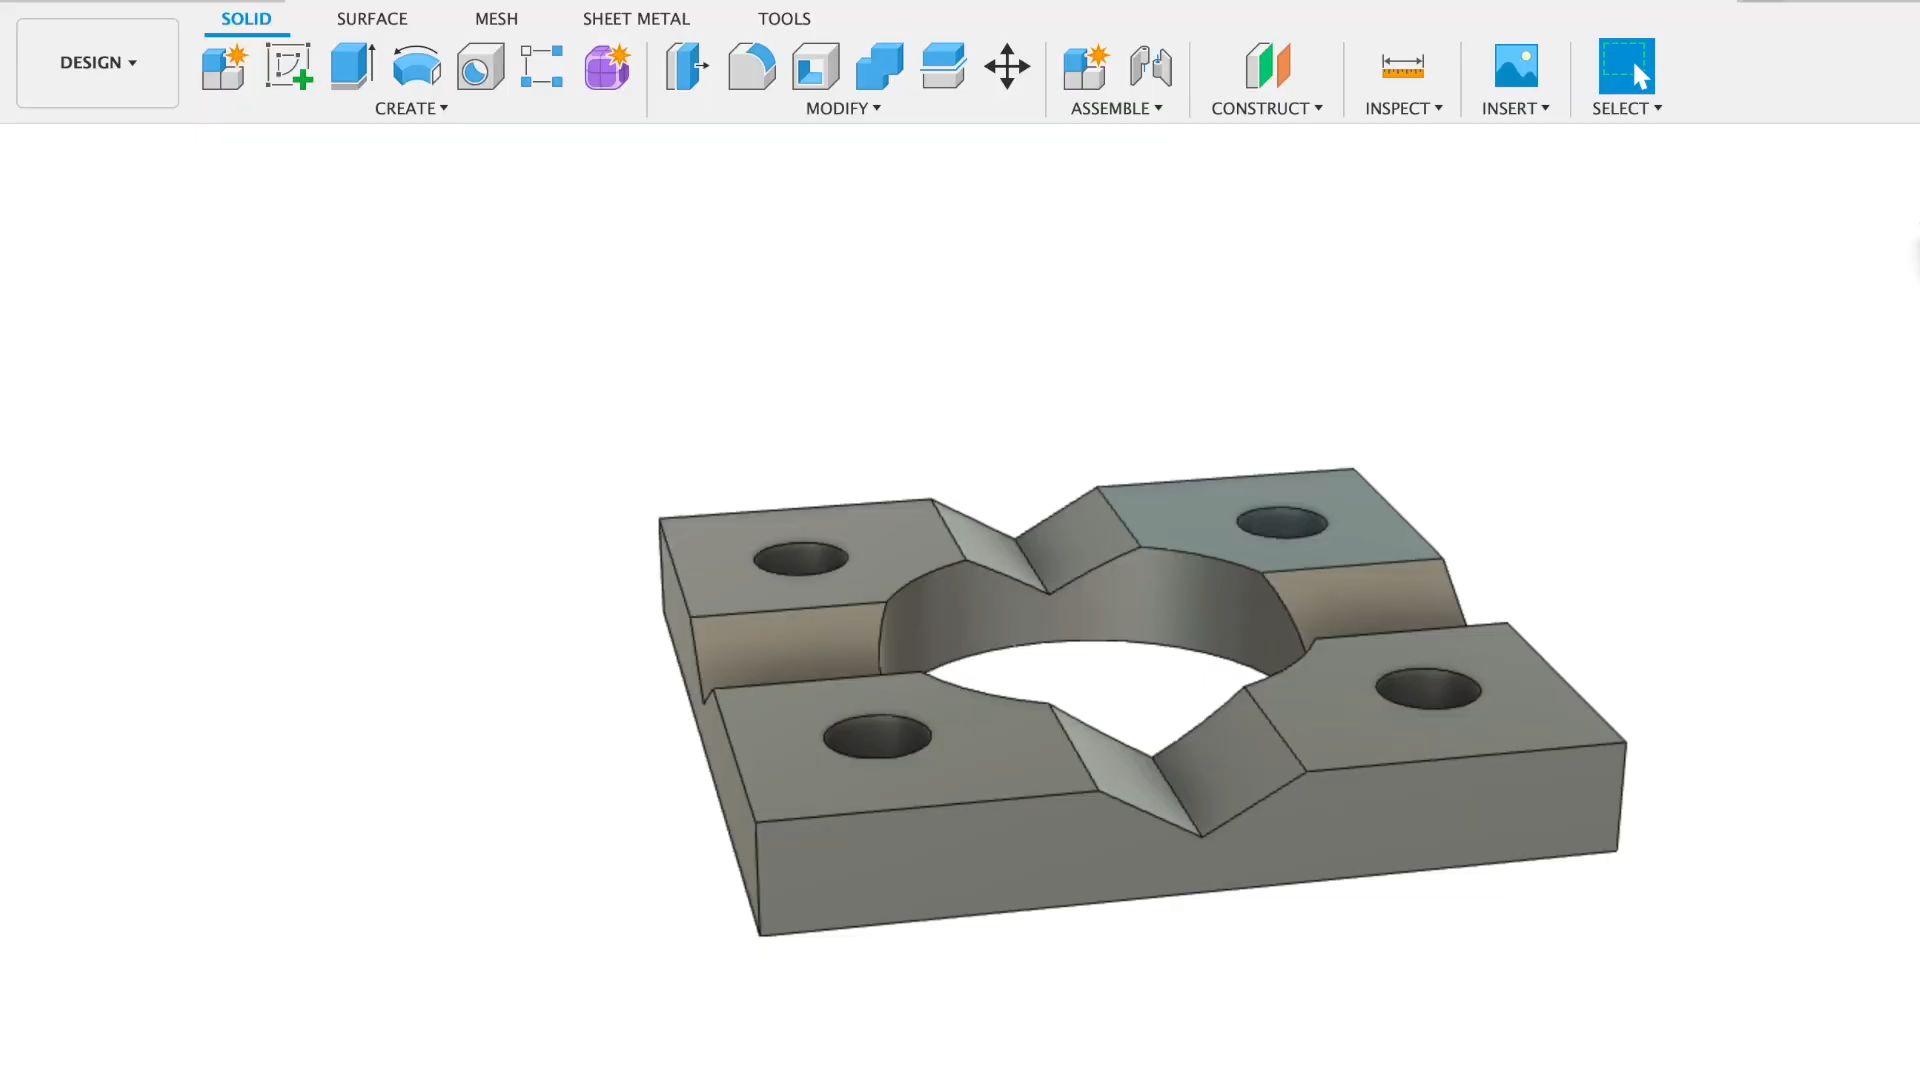 SOLID SURFACE MESH SHEET METAL TOOLS
DESIGN
CREATE MODIFY ASSEMBLE CONSTRUCT INSPECT INSERT SELECT